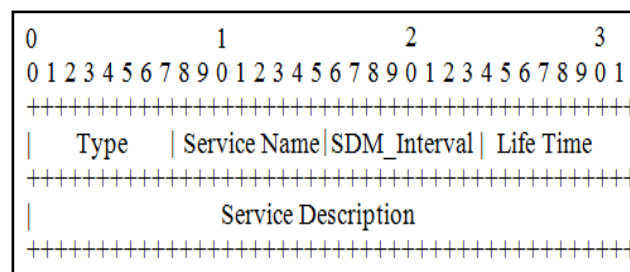 0 1 2 3
0 1 2 3 4 5 6 7 8 9 0 1 2 3 4 5 6 7 8 9 0 1 2 3 4 5 6 7 8 9 0 1
+++++++++++++++++++++++++++++++++++++++++++++++++++++++++++++++
| Type | Service Name|SDM_Interval| Life Time
+++++++++++++++++++++++++++++++++++++++++++++++++++++++++++++++
| Service Description
+++++++++++++++++++++++++++++++++++++++++++++++++++++++++++++++